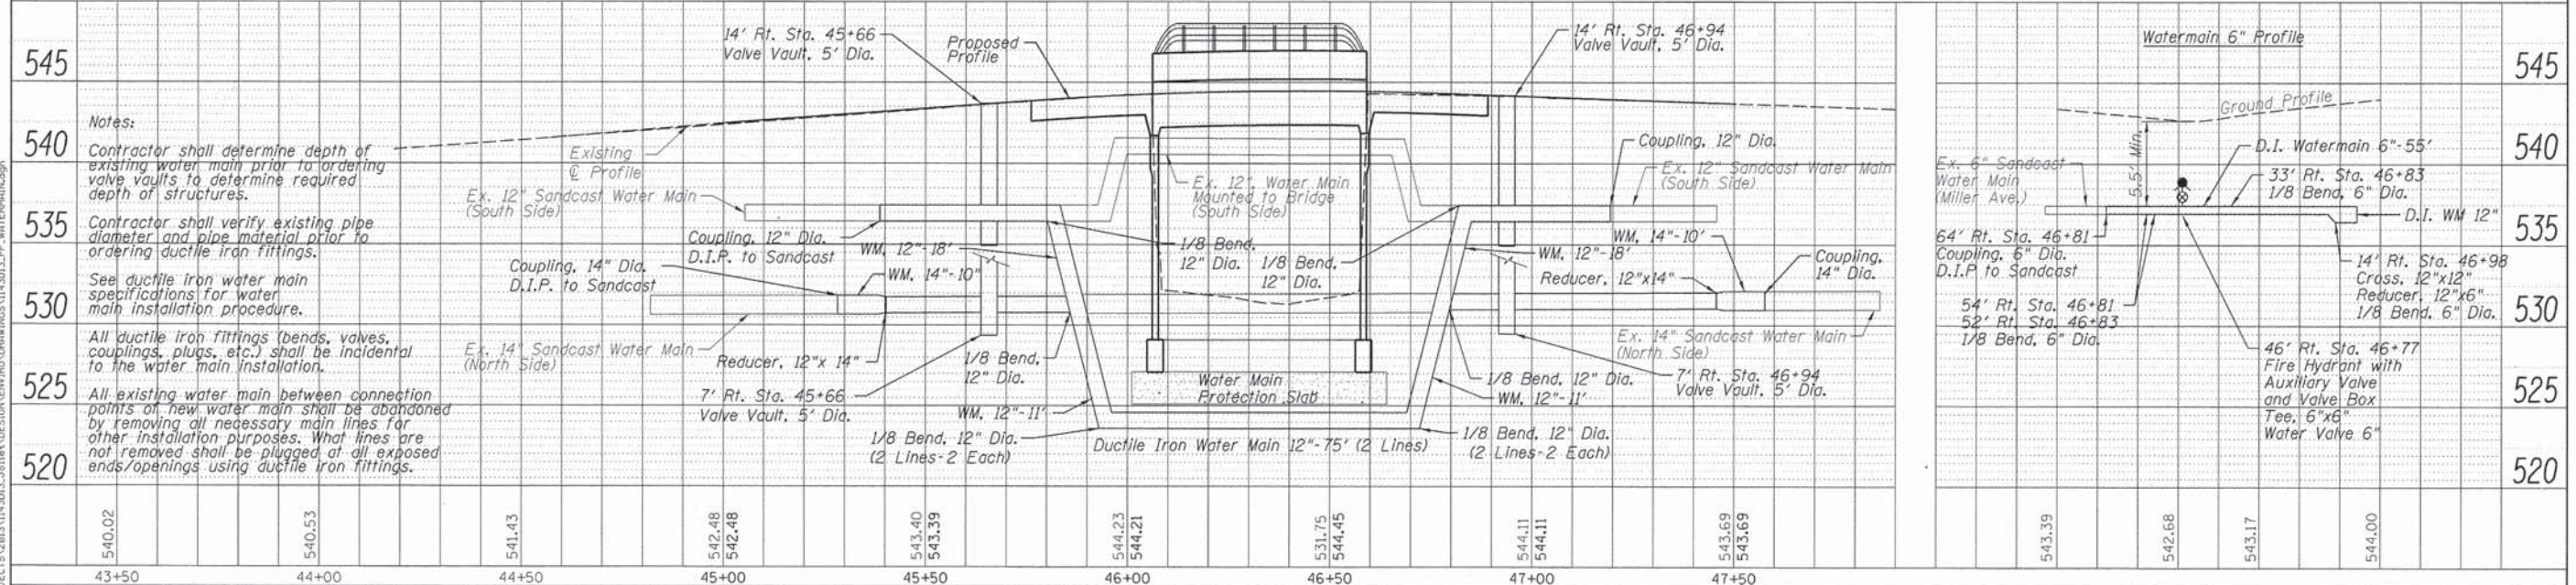 545
540
535
530
525
520
Notes:
Contractor shall determine depth of
existing water main prior to ordering
valve vaults to determine required
depth of structures.
Contractor shall verify existing pipe
diameter and pipe material prior to
ordering ductile iron fittings.
See ductile iron water main
specifications for water
main installation procedure.
All ductile iron fittings (bends, valves,
couplings, plugs, etc.) shall be incidental
to the water main installation.
All existing water main between connection
points of new water main shall be abandoned
by removing all necessary main lines for
other installation purposes. What lines are
not removed shall be plugged at all exposed
ends/openings using ductile iron fittings.
14' Rt. Sta. 45+66
Valve Vault, 5' Dia.
Proposed
Profile
14' Rt. Sta. 46+94
Valve Vault, 5' Dia.
Existing
℄ Profile
Ex. 12" Sandcast Water Main
(South Side)
Coupling, 12" Dia.
D.I.P. to Sandcast
WM, 12"-18'
Coupling, 14" Dia.
D.I.P. to Sandcast
WM, 14"-10"
Ex. 14" Sandcast Water Main
(North Side)
Reducer, 12"x 14"
1/8 Bend,
12" Dia.
7' Rt. Sta. 45+66
Valve Vault, 5' Dia.
WM, 12"-11'
1/8 Bend, 12" Dia.
(2 Lines-2 Each)
Ex. 12" Water Main
Mounted to Bridge
(South Side)
1/8 Bend,
12" Dia.
1/8 Bend,
12" Dia.
Water Main
Protection Slab
Ductile Iron Water Main 12"-75' (2 Lines)
Coupling, 12" Dia.
Ex. 12" Sandcast Water Main
(South Side)
WM, 14"-10'
WM, 12"-18'
Reducer, 12"x14"
Coupling,
14" Dia.
Ex. 14" Sandcast Water Main
(North Side)
1/8 Bend, 12" Dia.
7' Rt. Sta. 46+94
Valve Vault, 5' Dia.
WM, 12"-11'
1/8 Bend, 12" Dia.
(2 Lines-2 Each)
Watermain 6" Profile
Ground Profile
5.5' Min.
D.I. Watermain 6"-55'
33' Rt. Sta. 46+83
1/8 Bend, 6" Dia.
Ex. 6" Sandcast
Water Main
(Miller Ave.)
D.I. WM 12"
64' Rt. Sta. 46+81
Coupling, 6" Dia.
D.I.P to Sandcast
14' Rt. Sta. 46+98
Cross, 12"x12"
Reducer, 12"x6"
1/8 Bend, 6" Dia.
54' Rt. Sta. 46+81
52' Rt. Sta. 46+83
1/8 Bend, 6" Dia.
46' Rt. Sta. 46+77
Fire Hydrant with
Auxiliary Valve
and Valve Box
Tee, 6"x6"
Water Valve 6"
545
540
535
530
525
520
540.02
540.53
541.43
542.48
542.48
543.40
543.39
544.23
544.21
531.75
544.45
544.11
544.11
543.69
543.69
543.39
542.68
543.17
544.00
43+50
44+00
44+50
45+00
45+50
46+00
46+50
47+00
47+50